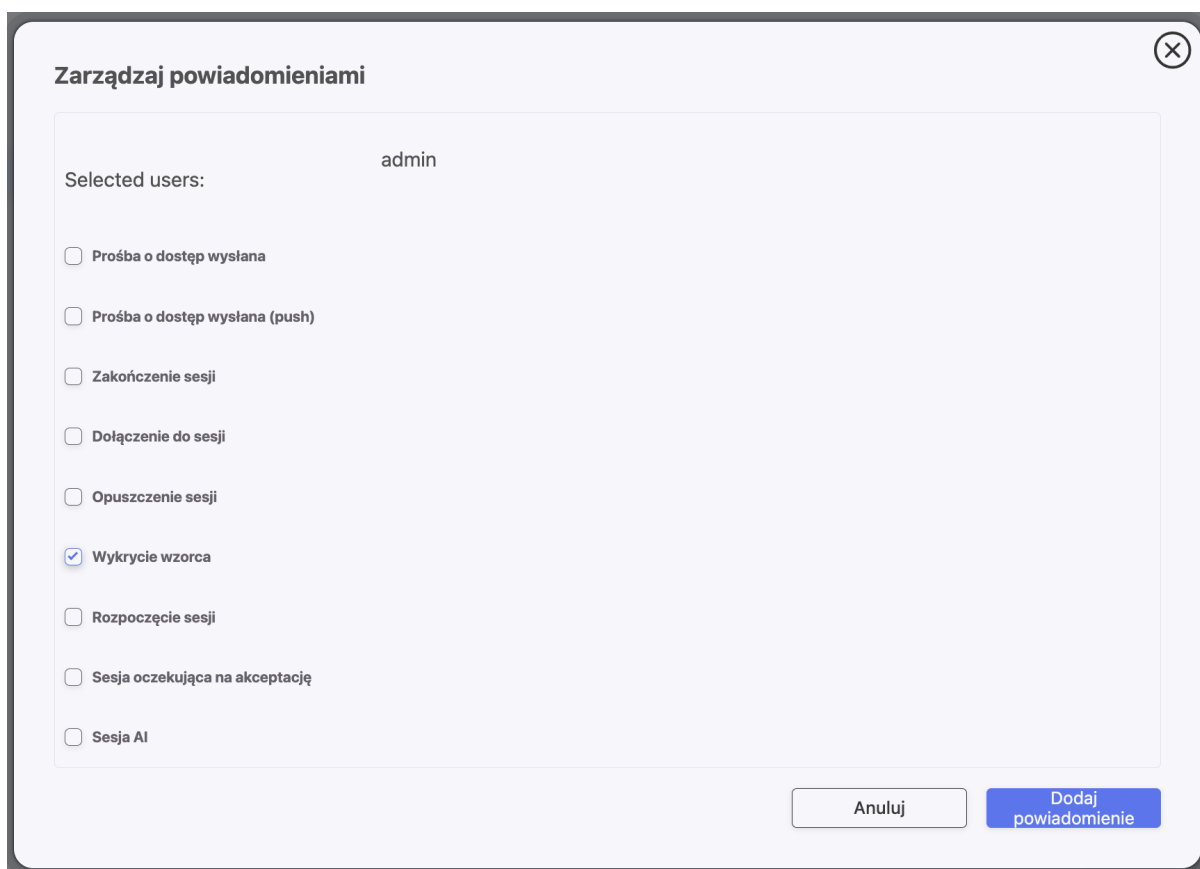 Zarządzaj powiadomieniami
admin
Selected users:
Prośba o dostęp wysłana
Prośba o dostęp wysłana (push)
Zakończenie sesji
Dołączenie do sesji
Opuszczenie sesji
Wykrycie wzorca
Rozpoczęcie sesji
Sesja oczekująca na akceptację
Sesja AI
Anuluj
Dodaj
powiadomienie